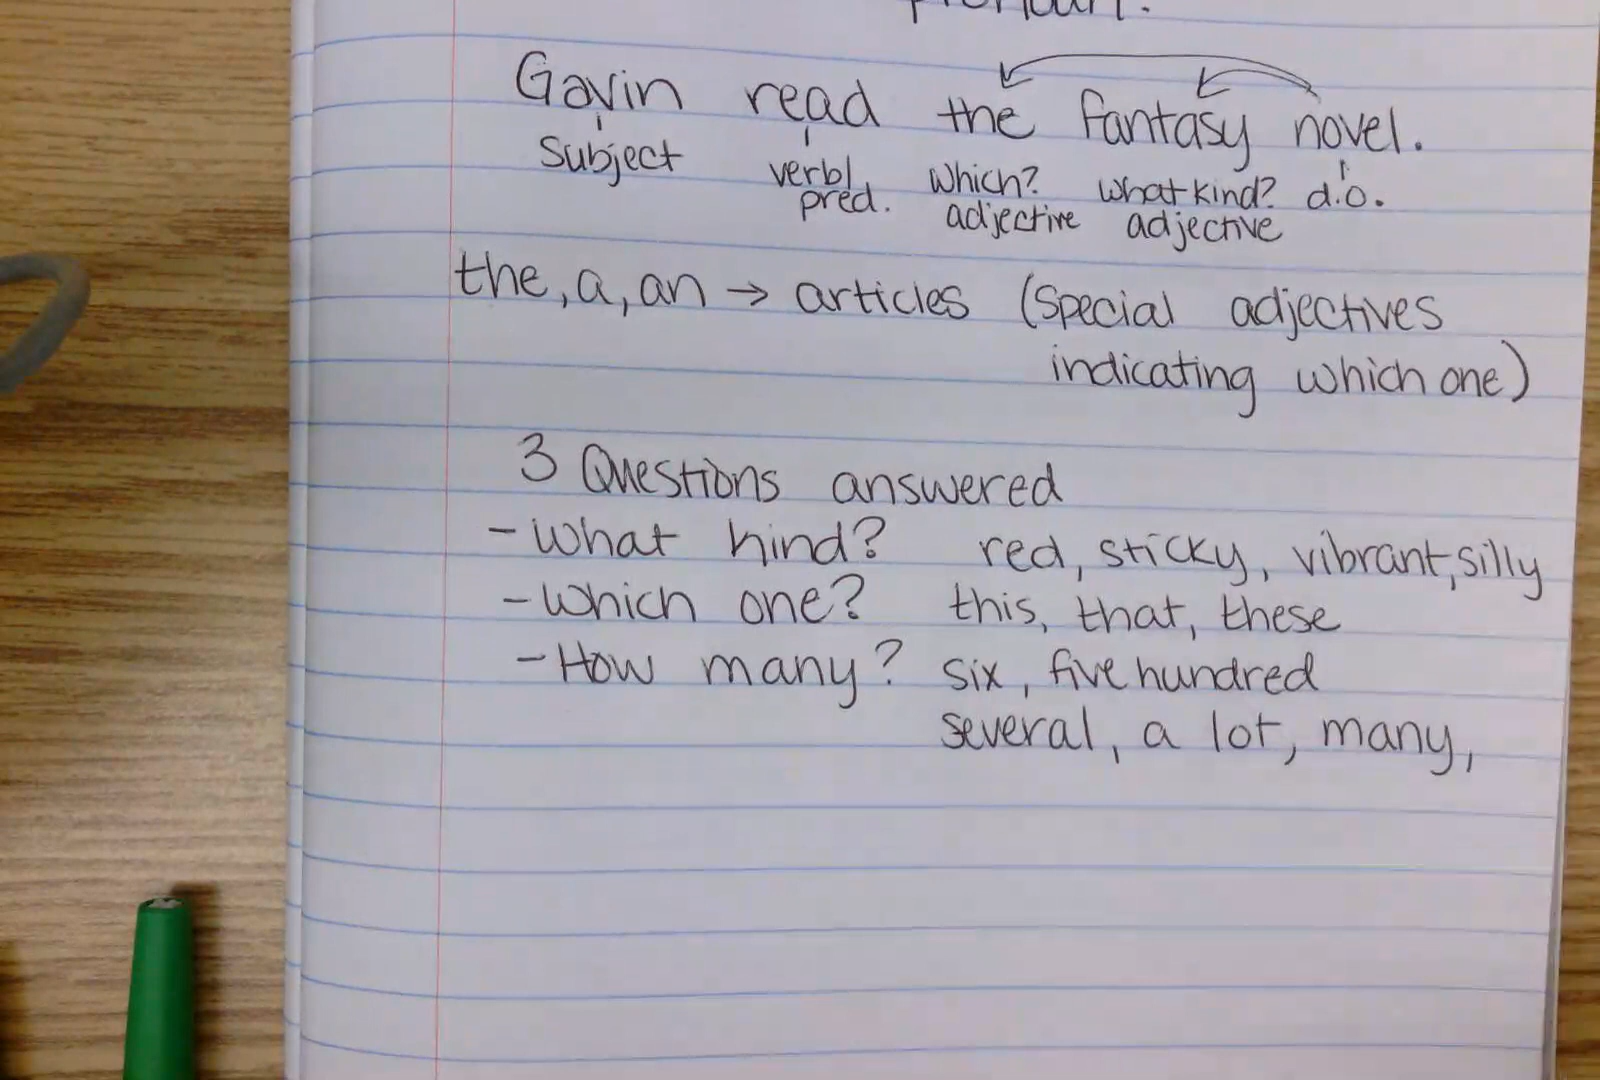 pronoun.
Gavin read the fantasy novel.
subject verb/ which? what kind? d.o.
pred. adjective adjective
the, a, an → articles (special adjectives
indicating which one)
3 Questions answered
- What kind? red, sticky, vibrant, silly
- Which one? this, that, these
- How many? six, five hundred
several, a lot, many,